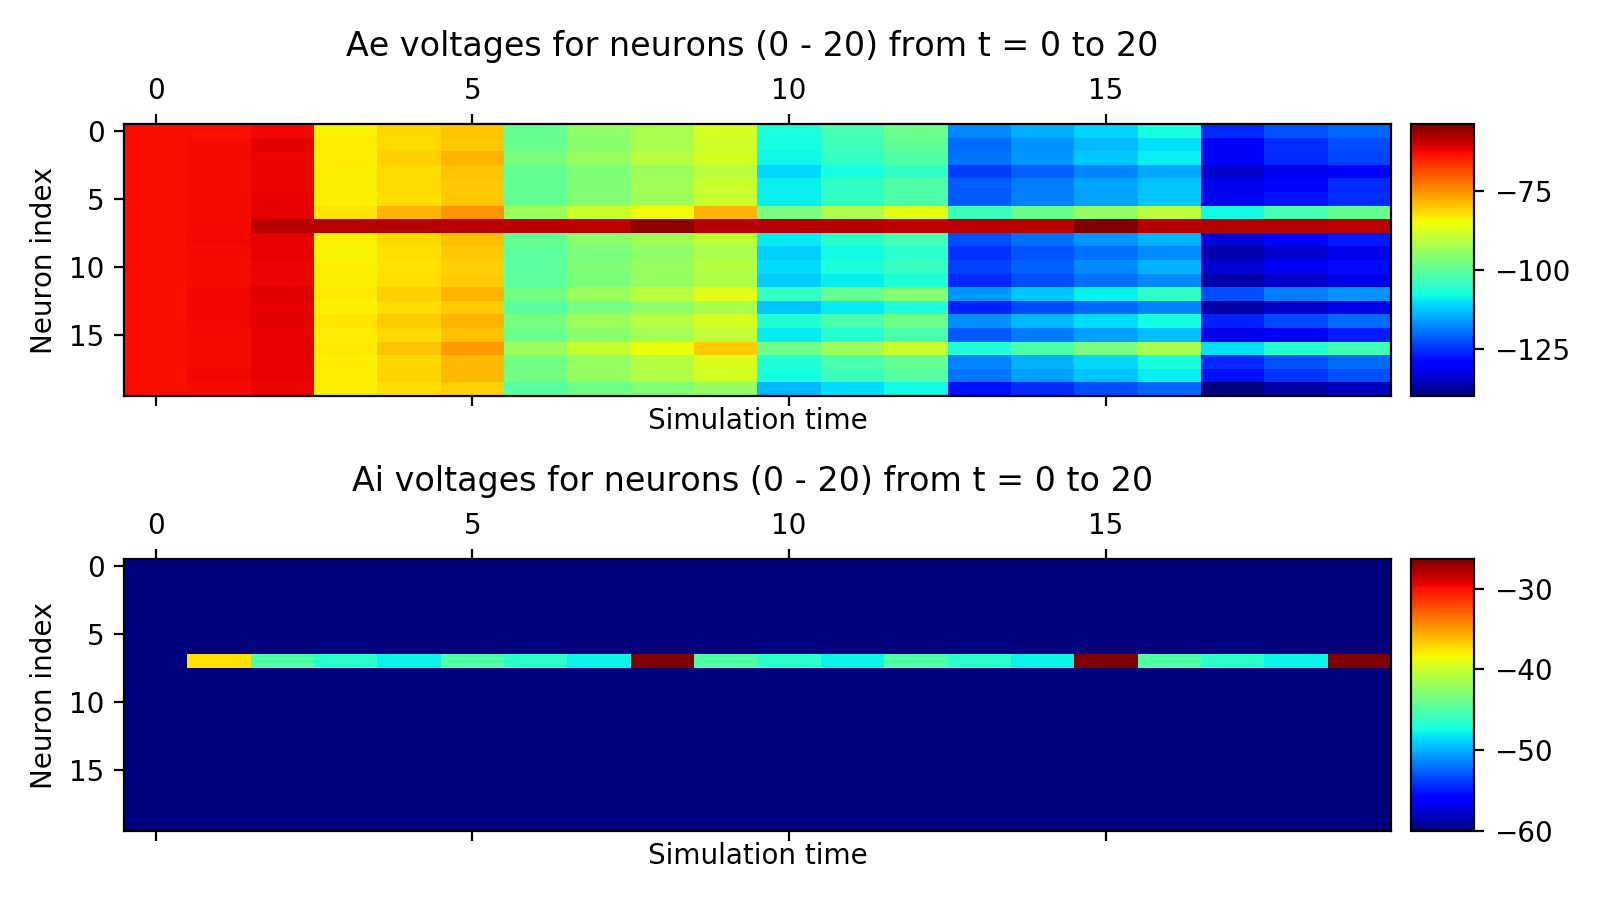 Ae voltages for neurons (0 - 20) from t = 0 to 20
0 5 10 15
Neuron index
0
5
10
15
Simulation time
−75
−100
−125
Ai voltages for neurons (0 - 20) from t = 0 to 20
0 5 10 15
Neuron index
0
5
10
15
Simulation time
−30
−40
−50
−60